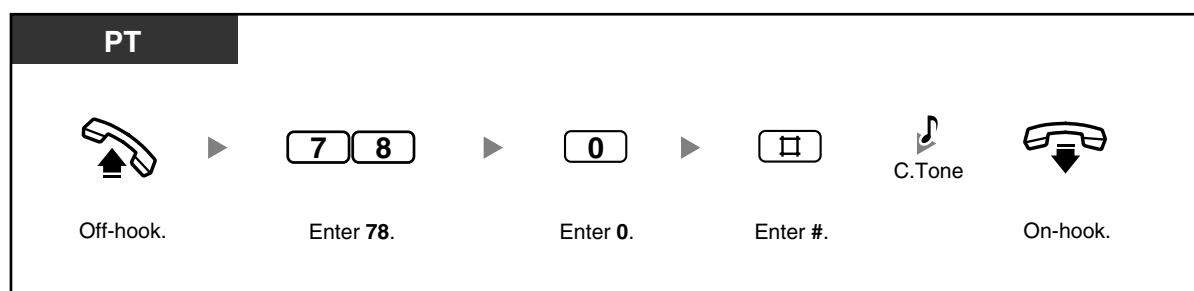 PT
7 8 0 #
C.Tone
Off-hook. Enter 78. Enter 0. Enter #. On-hook.